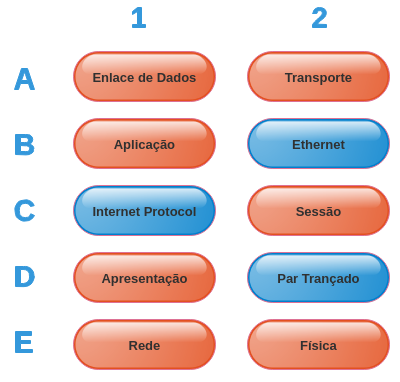 1 2
A Enlace de Dados Transporte
B Aplicação Ethernet
C Internet Protocol Sessão
D Apresentação Par Trançado
E Rede Física